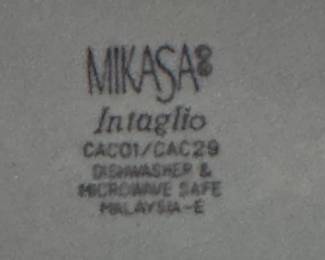 MIKASA
Intaglio
CAC01/CAC29
DISHWASHER &
MICROWAVE SAFE
MALAYSIA-E